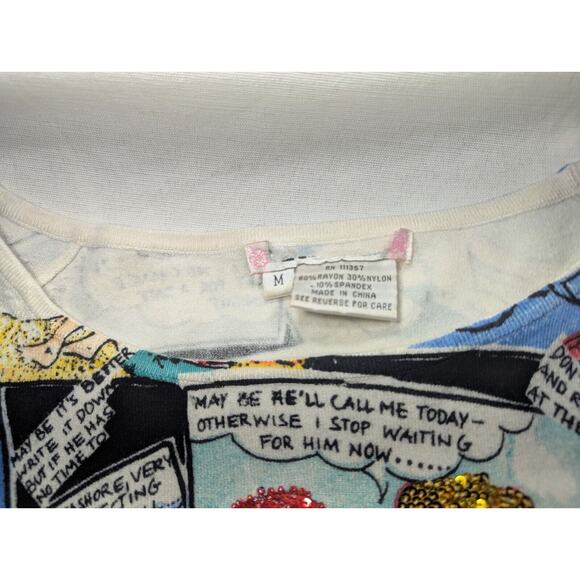 RN 111357
60% RAYON 30% NYLON
10% SPANDEX
MADE IN CHINA
SEE REVERSE FOR CARE
M
MAY BE IT'S BETTER
WRITE IT DOWN
BUT IF HE HAS
NO TIME TO
MAY BE HE'LL CALL ME TODAY-
OTHERWISE I STOP WAITING
FOR HIM NOW......
DON
AND R
AT THE
ASHORE, VERY
CTING